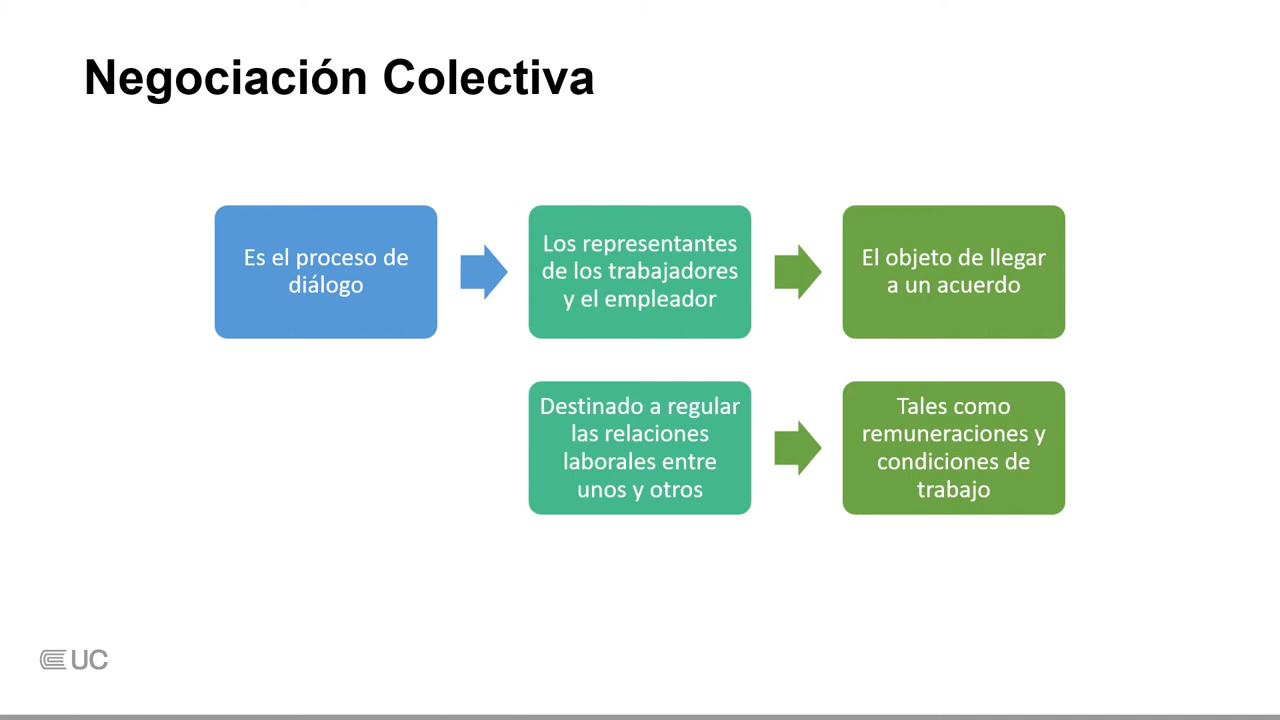 Negociación Colectiva
Es el proceso de
diálogo
Los representantes
de los trabajadores
y el empleador
El objeto de llegar
a un acuerdo
Destinado a regular
las relaciones
laborales entre
unos y otros
Tales como
remuneraciones y
condiciones de
trabajo
UC